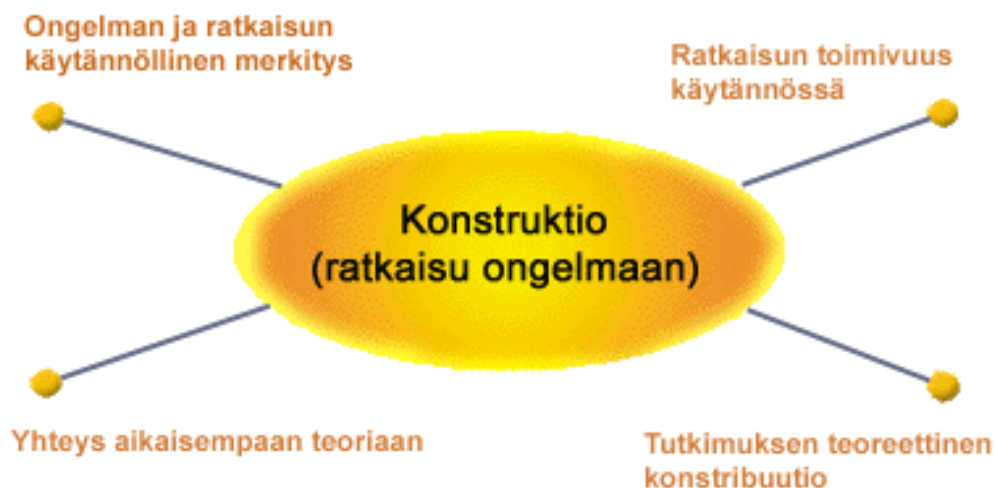 Ongelman ja ratkaisun
käytännöllinen merkitys
Ratkaisun toimivuus
käytännössä
Konstruktio
(ratkaisu ongelmaan)
Yhteys aikaisempaan teoriaan
Tutkimuksen teoreettinen
konstribuutio